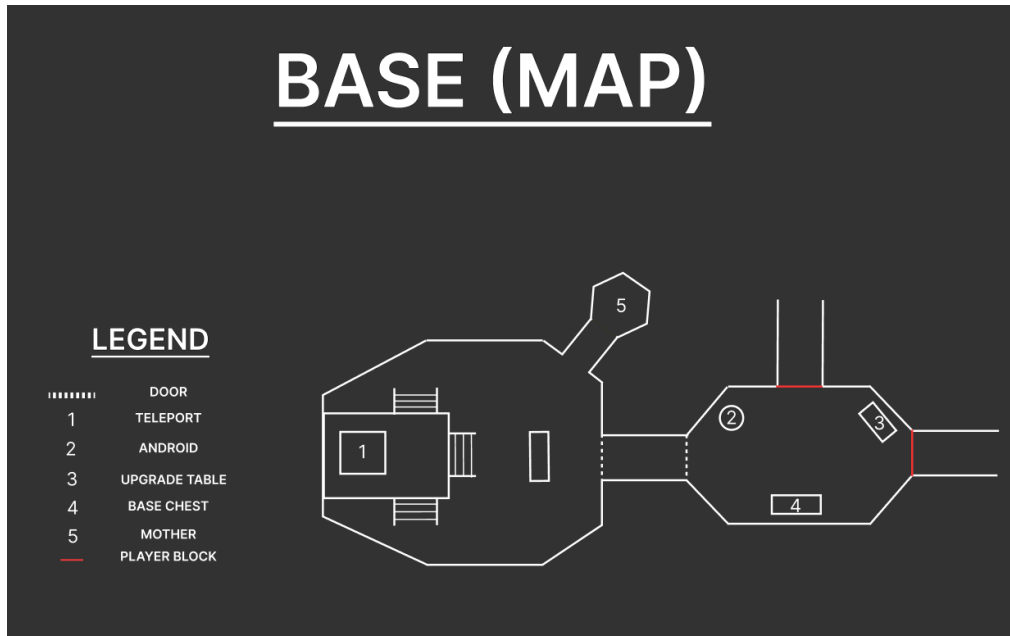 BASE (MAP)
LEGEND
DOOR
1 TELEPORT
2 ANDROID
3 UPGRADE TABLE
4 BASE CHEST
5 MOTHER
PLAYER BLOCK
5
1
2
3
4